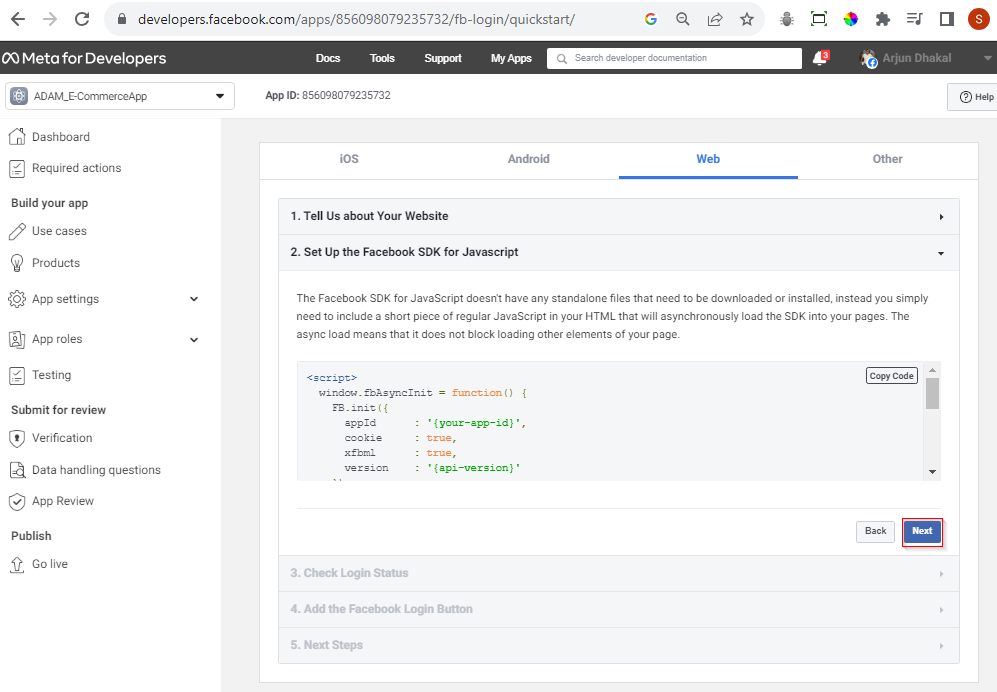 developers.facebook.com/apps/856098079235732/fb-login/quickstart/
S
Meta for Developers
Docs
Tools
Support
My Apps
Search developer documentation
3
Arjun Dhakal
ADAM_E-CommerceApp
App ID: 856098079235732
Help
Dashboard
Required actions
Build your app
Use cases
Products
App settings
App roles
Testing
Submit for review
Verification
Data handling questions
App Review
Publish
Go live
iOS
Android
Web
Other
1. Tell Us about Your Website
2. Set Up the Facebook SDK for Javascript
The Facebook SDK for JavaScript doesn't have any standalone files that need to be downloaded or installed, instead you simply
need to include a short piece of regular JavaScript in your HTML that will asynchronously load the SDK into your pages. The
async load means that it does not block loading other elements of your page.
Copy Code
<script>
window.fbAsyncInit = function() {
FB.init({
appId : '{your-app-id}',
cookie : true,
xfbml : true,
version : '{api-version}'
Back
Next
3. Check Login Status
4. Add the Facebook Login Button
5. Next Steps